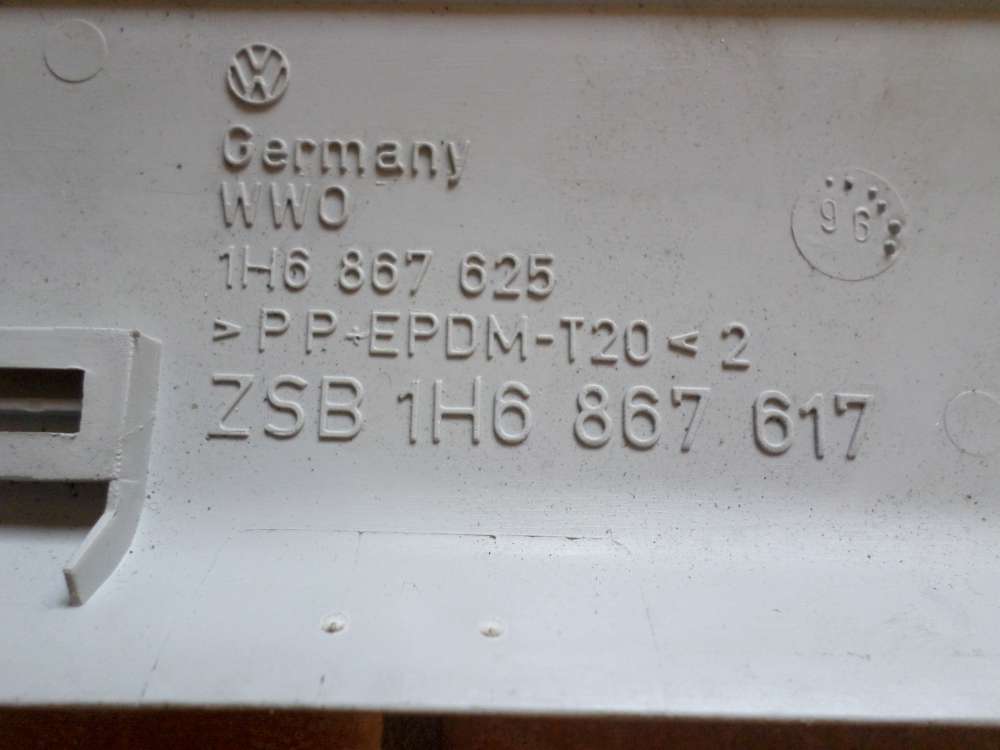 Germany
WWO
1H6 867 625
>PP+EPDM-T20< 2
ZSB 1H6 867 617
96